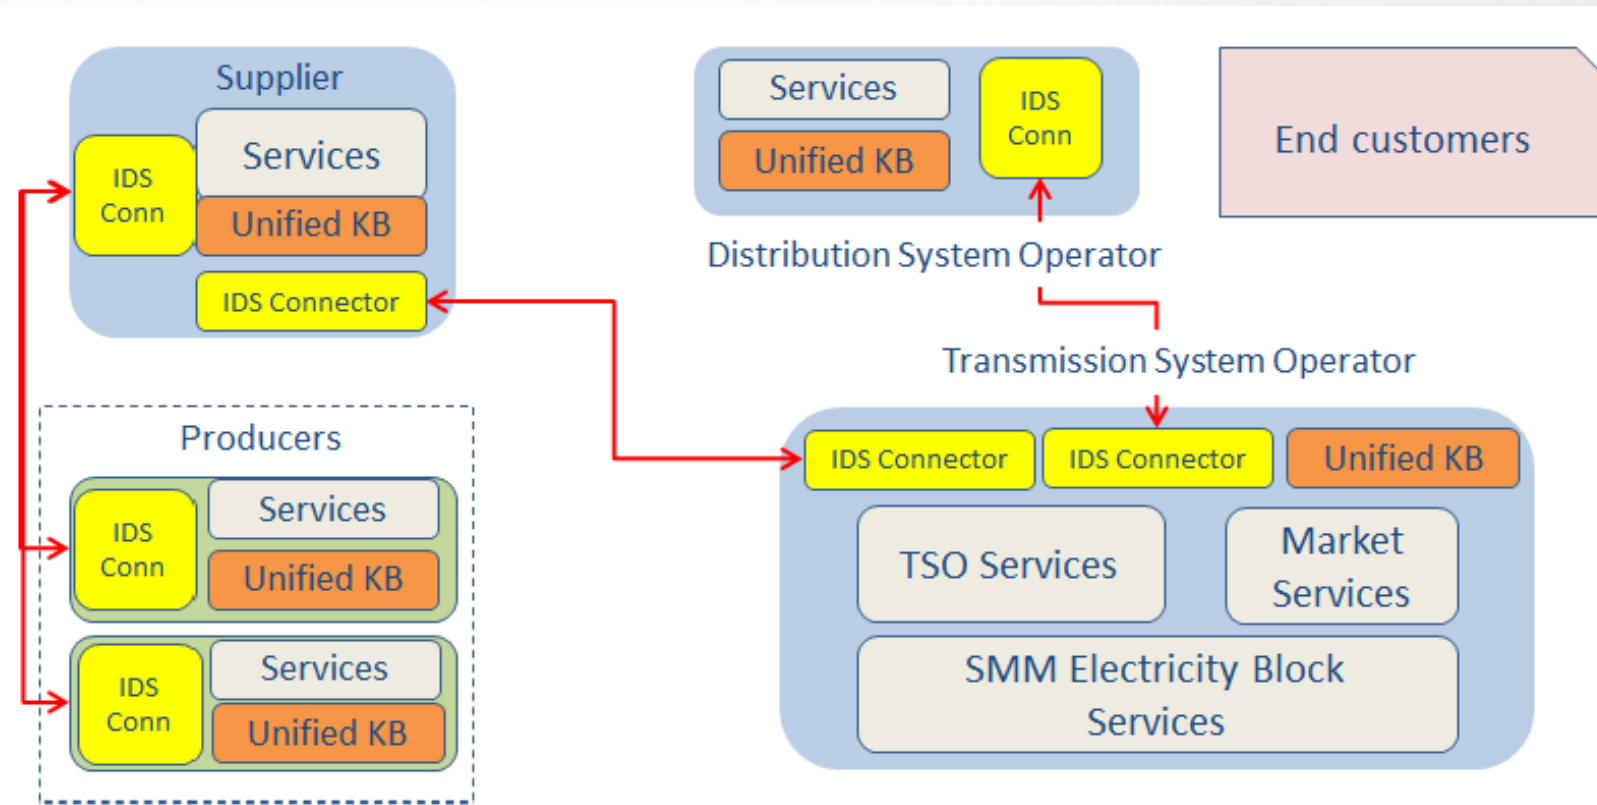 Supplier
IDS
Conn
Services
Unified KB
IDS Connector
Services
Unified KB
IDS
Conn
Distribution System Operator
End customers
Producers
IDS
Conn
Services
Unified KB
IDS
Conn
Services
Unified KB
Transmission System Operator
IDS Connector
IDS Connector
Unified KB
TSO Services
Market
Services
SMM Electricity Block
Services